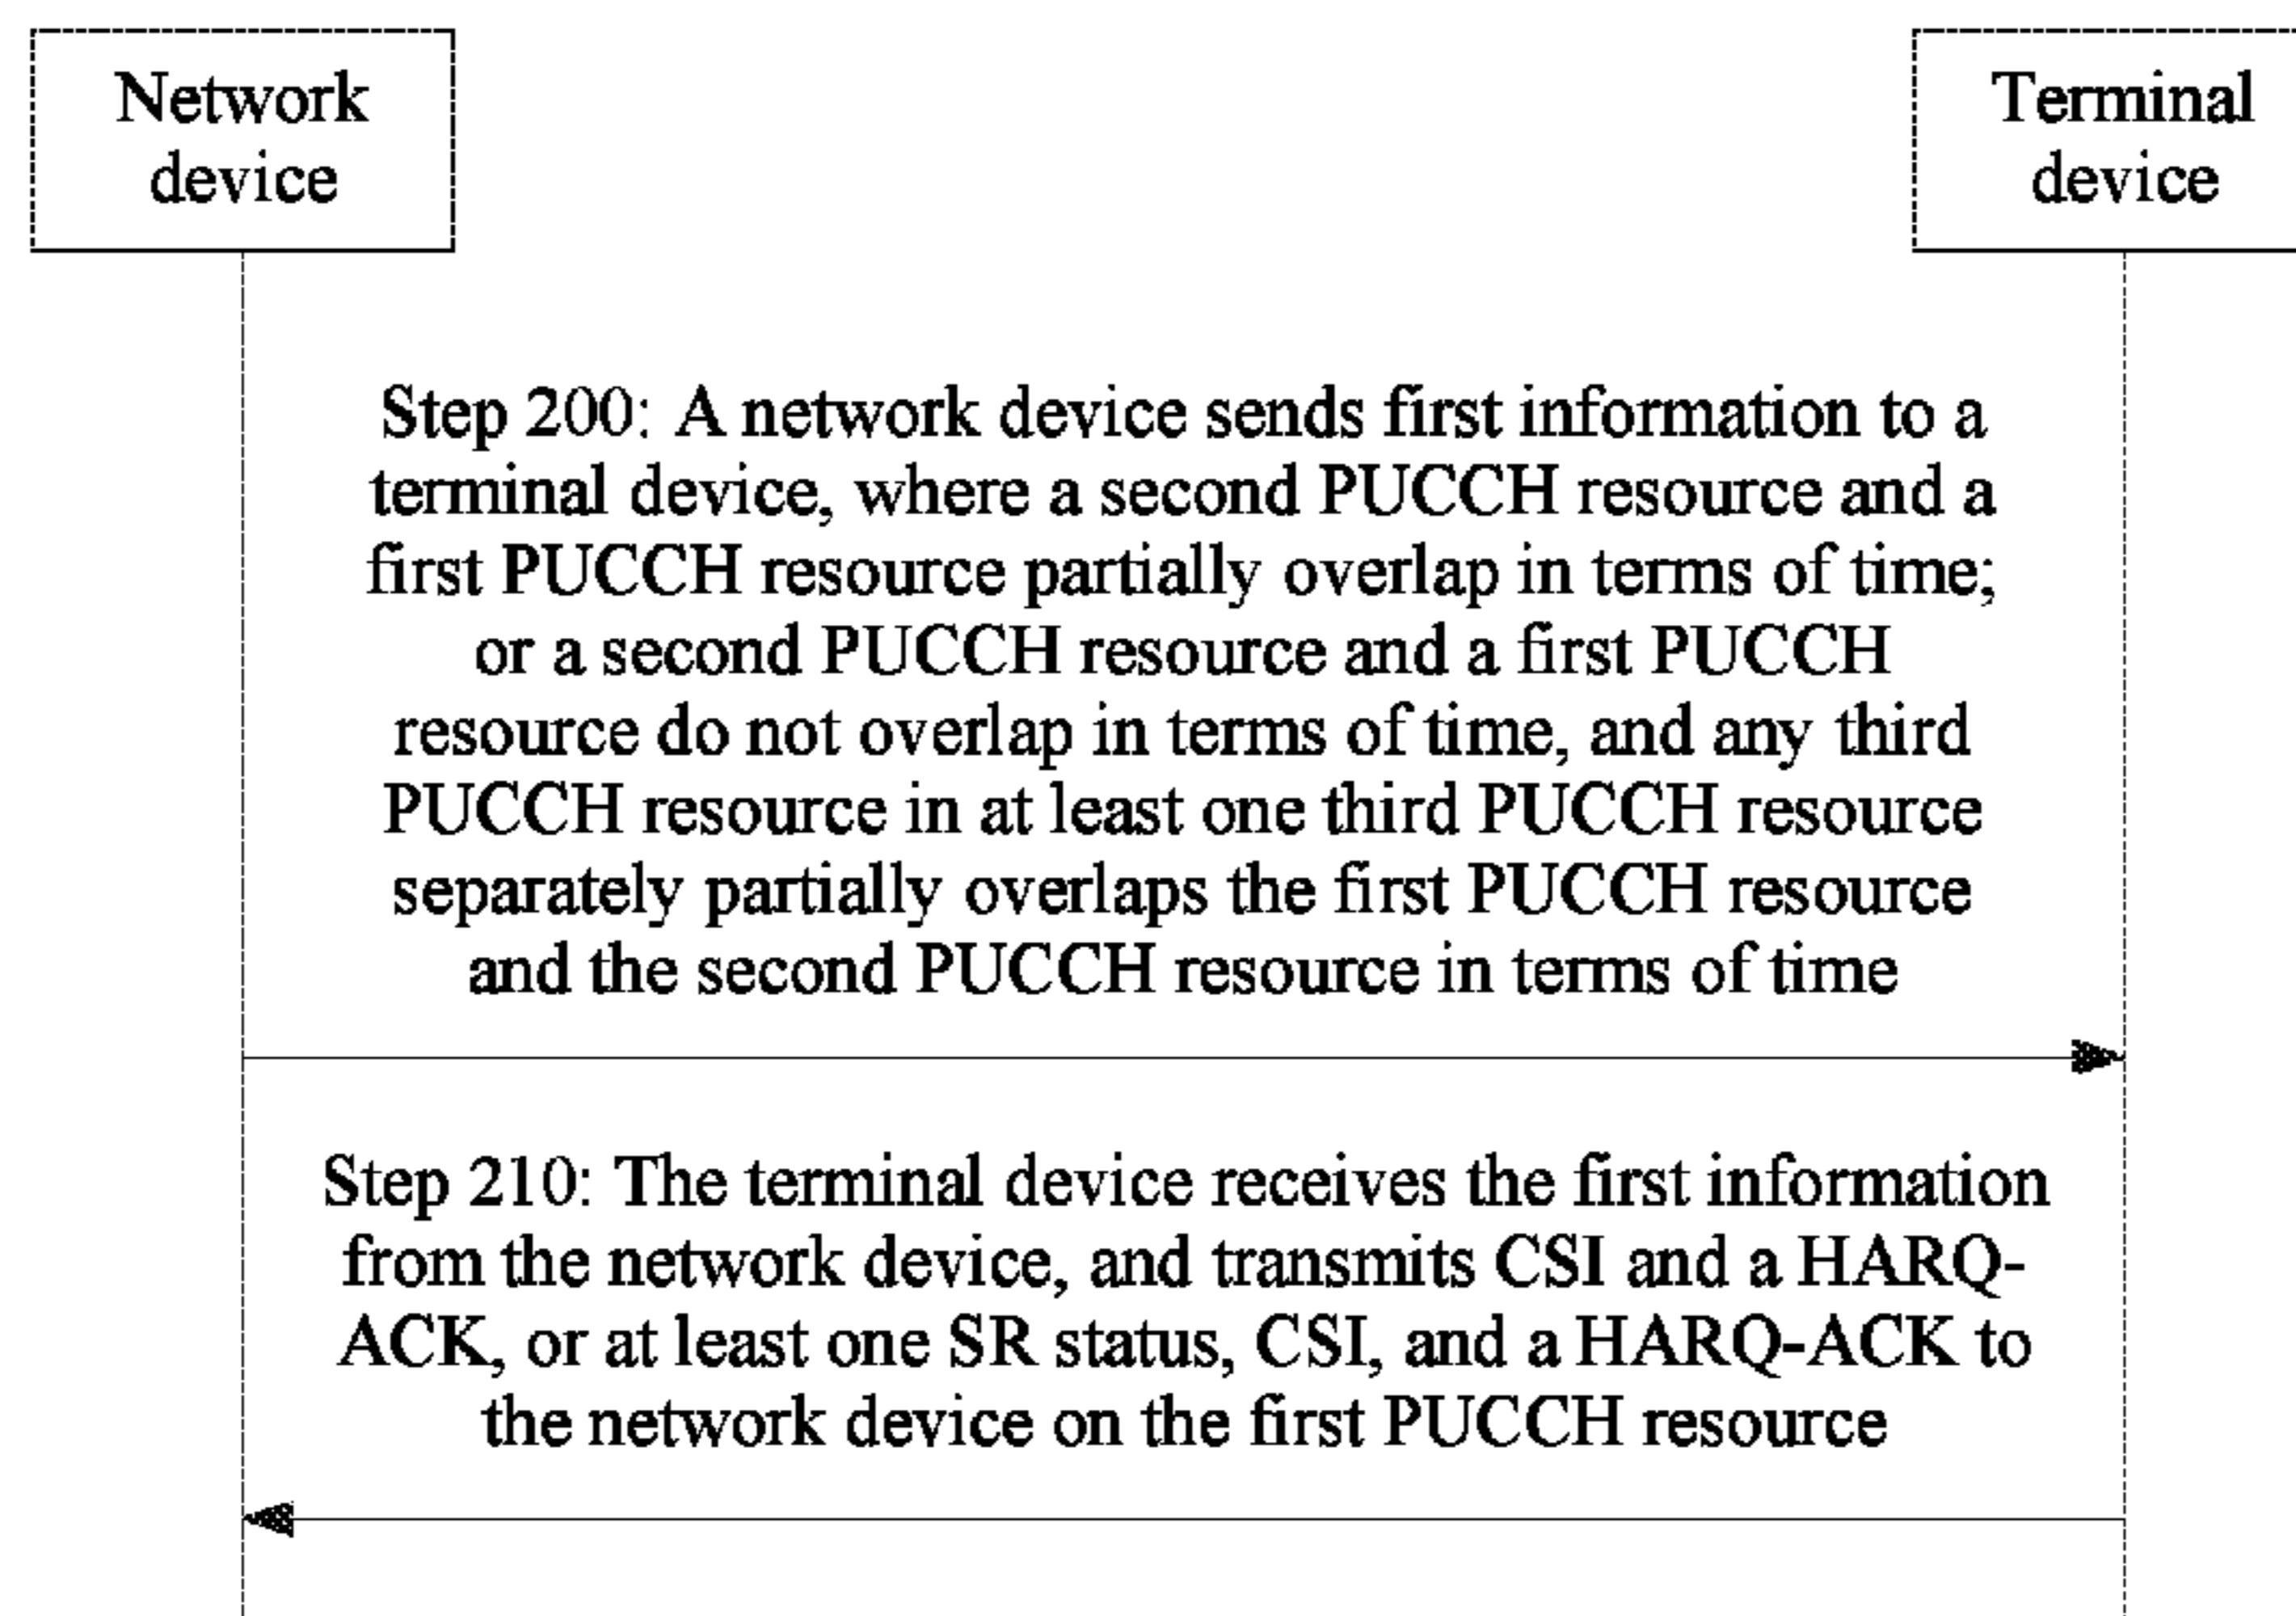 Network
device
Terminal
device
Step 200: A network device sends first information to a
terminal device, where a second PUCCH resource and a
first PUCCH resource partially overlap in terms of time;
or a second PUCCH resource and a first PUCCH
resource do not overlap in terms of time, and any third
PUCCH resource in at least one third PUCCH resource
separately partially overlaps the first PUCCH resource
and the second PUCCH resource in terms of time
Step 210: The terminal device receives the first information
from the network device, and transmits CSI and a HARQ-
ACK, or at least one SR status, CSI, and a HARQ-ACK to
the network device on the first PUCCH resource